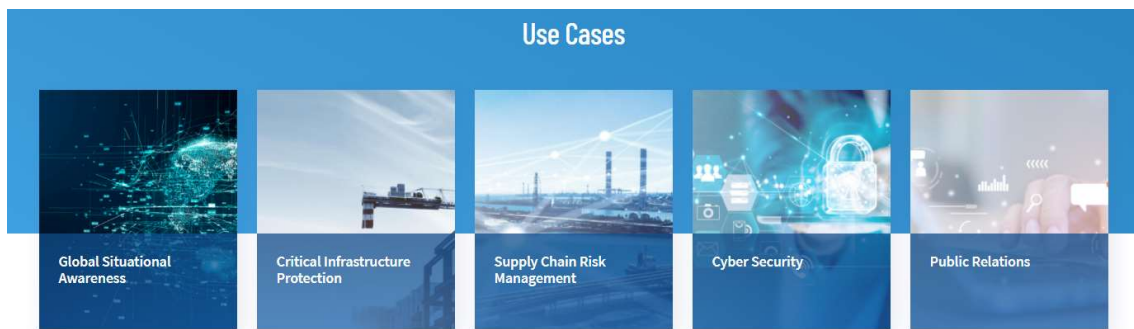 Use Cases
Global Situational
Awareness
Critical Infrastructure
Protection
Supply Chain Risk
Management
Cyber Security
Public Relations